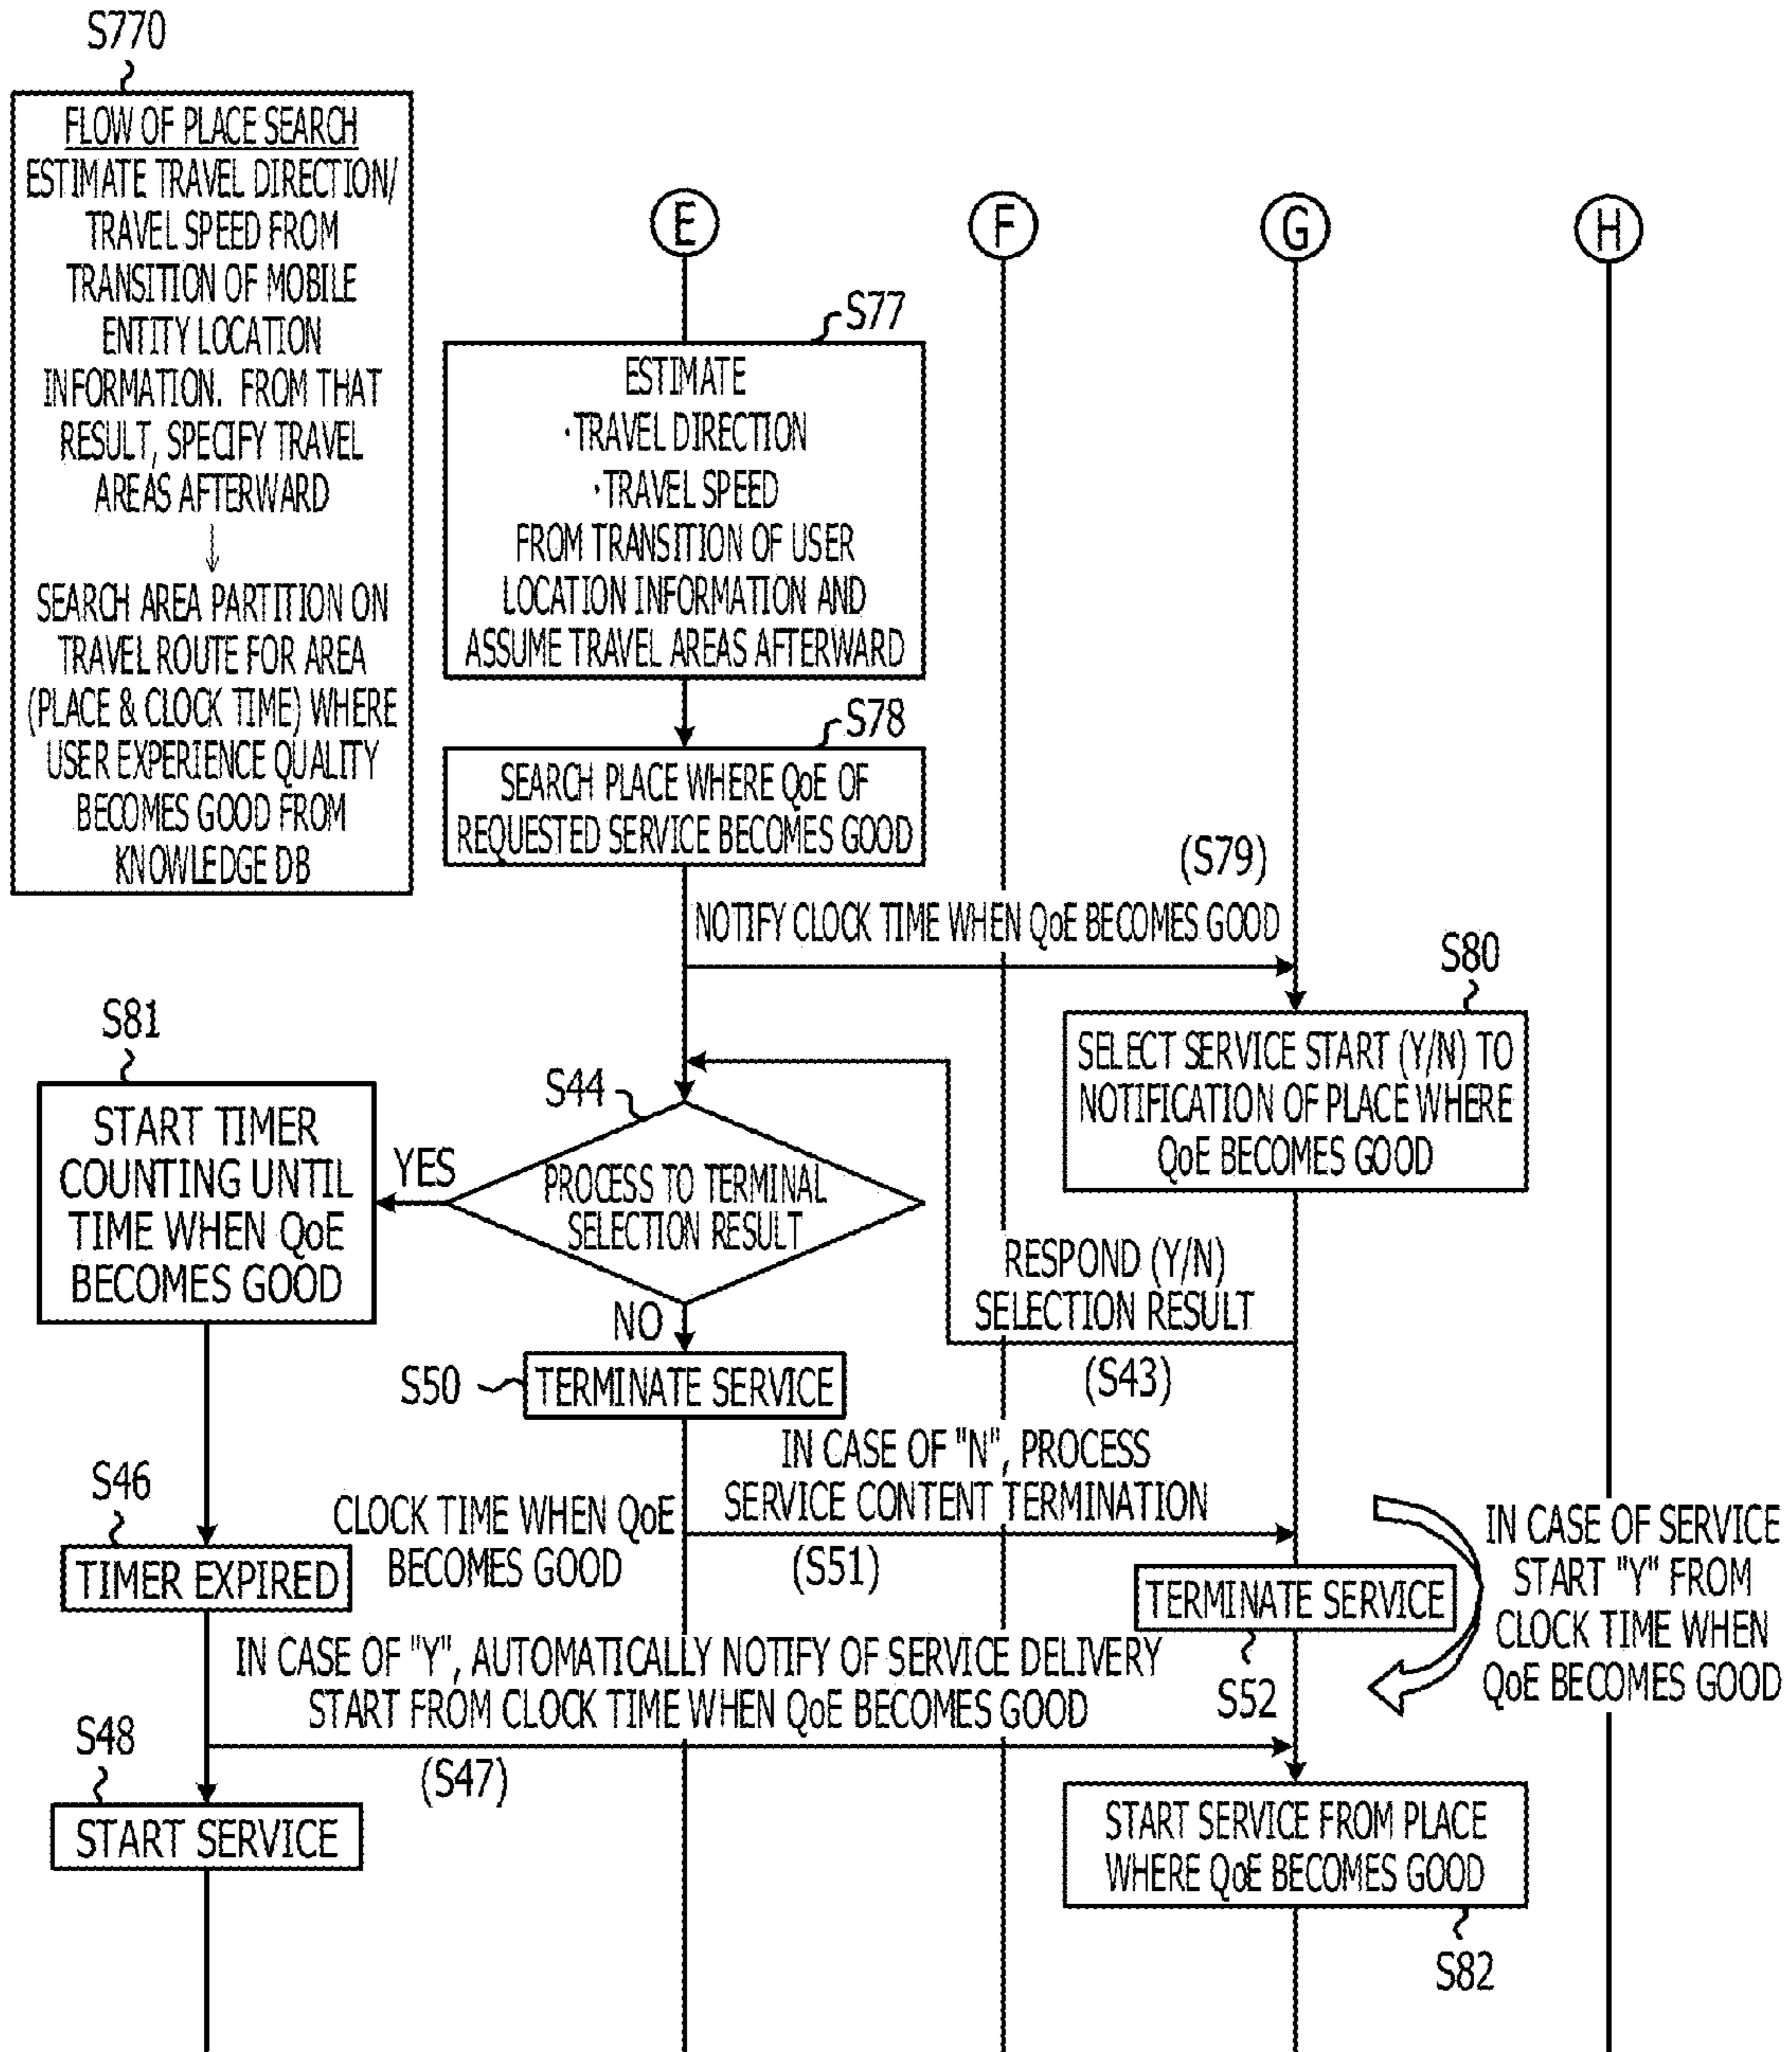 S770
FLOW OF PLACE SEARCH
ESTIMATE TRAVEL DIRECTION/
TRAVEL SPEED FROM
TRANSITION OF MOBILE
ENTITY LOCATION
INFORMATION. FROM THAT
RESULT, SPECIFY TRAVEL
AREAS AFTERWARD
↓
SEARCH AREA PARTITION ON
TRAVEL ROUTE FOR AREA
(PLACE & CLOCK TIME) WHERE
USER EXPERIENCE QUALITY
BECOMES GOOD FROM
KNOWLEDGE DB
E
F
G
H
S77
ESTIMATE
·TRAVEL DIRECTION
·TRAVEL SPEED
FROM TRANSITION OF USER
LOCATION INFORMATION AND
ASSUME TRAVEL AREAS AFTERWARD
S78
SEARCH PLACE WHERE QoE OF
REQUESTED SERVICE BECOMES GOOD
(S79)
NOTIFY CLOCK TIME WHEN QoE BECOMES GOOD
S80
SELECT SERVICE START (Y/N) TO
NOTIFICATION OF PLACE WHERE
QoE BECOMES GOOD
S81
START TIMER
COUNTING UNTIL
TIME WHEN QoE
BECOMES GOOD
S44
YES
PROCESS TO TERMINAL
SELECTION RESULT
NO
RESPOND (Y/N)
SELECTION RESULT
(S43)
S50
TERMINATE SERVICE
IN CASE OF "N", PROCESS
SERVICE CONTENT TERMINATION
(S51)
S46
TIMER EXPIRED
CLOCK TIME WHEN QoE
BECOMES GOOD
TERMINATE SERVICE
S52
IN CASE OF SERVICE
START "Y" FROM
CLOCK TIME WHEN
QoE BECOMES GOOD
IN CASE OF "Y", AUTOMATICALLY NOTIFY OF SERVICE DELIVERY
START FROM CLOCK TIME WHEN QoE BECOMES GOOD
(S47)
S48
START SERVICE
START SERVICE FROM PLACE
WHERE QoE BECOMES GOOD
S82